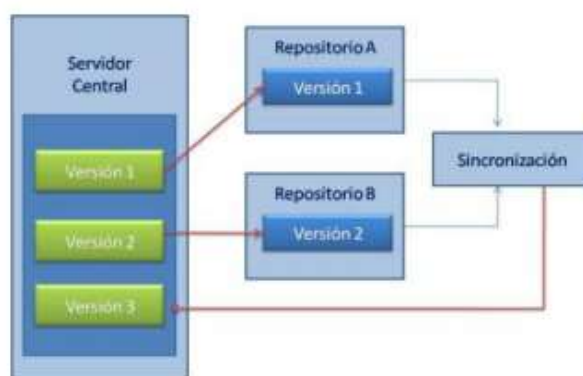 Servidor
Central
Versión 1
Versión 2
Versión 3
Repositorio A
Versión 1
Repositorio B
Versión 2
Sincronización